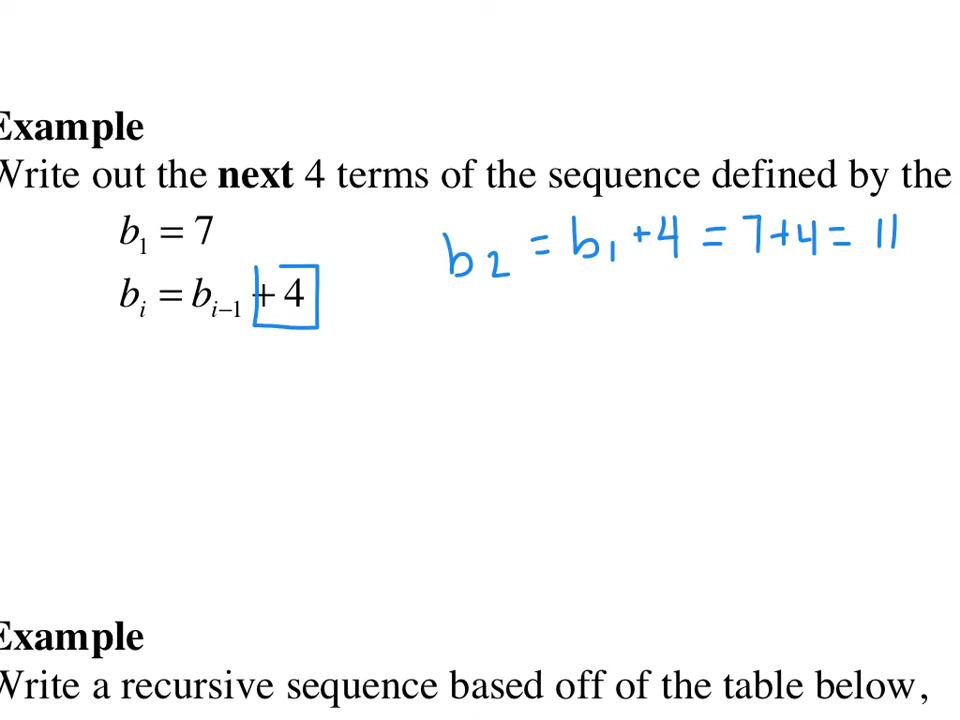 Example
Write out the next 4 terms of the sequence defined by the
b₁ = 7
b₂ = b₁ + 4 = 7 + 4 = 11
bᵢ = bᵢ₋₁ + 4
Example
Write a recursive sequence based off of the table below,